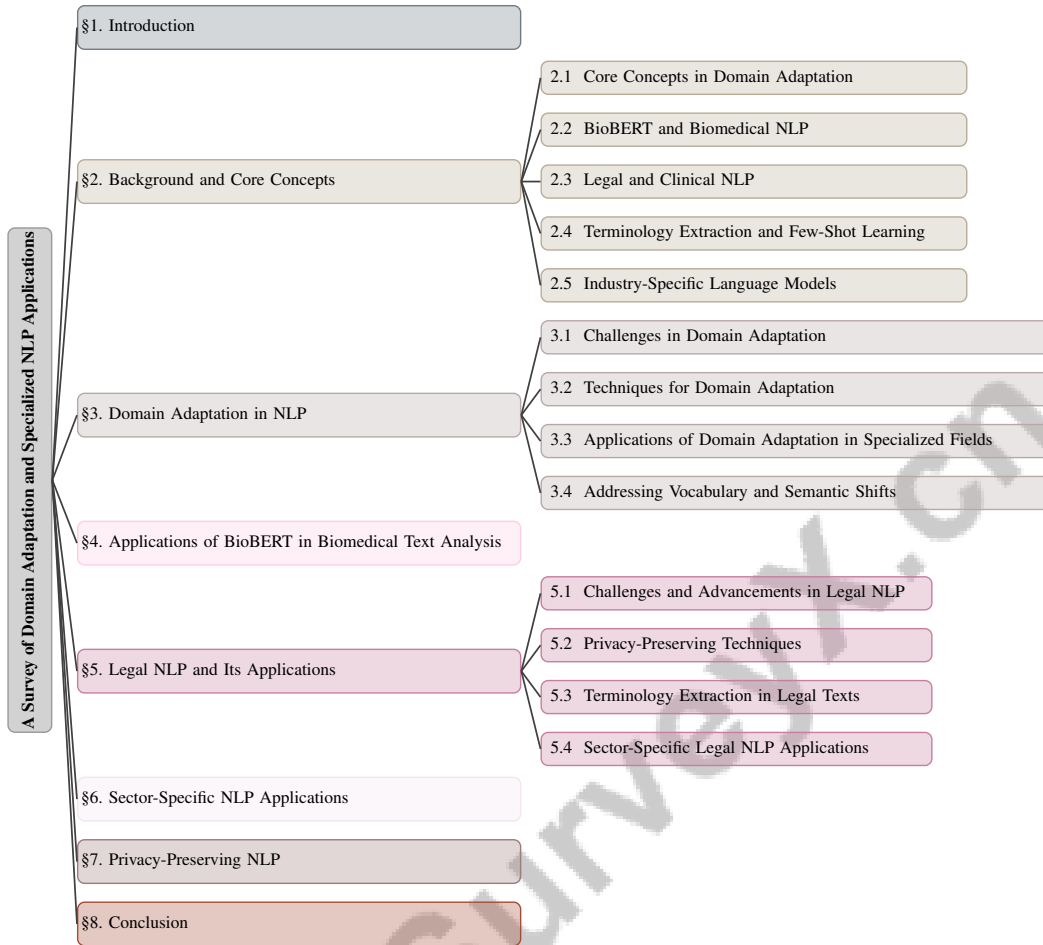 A Survey of Domain Adaptation and Specialized NLP Applications
§1. Introduction
§2. Background and Core Concepts
2.1 Core Concepts in Domain Adaptation
2.2 BioBERT and Biomedical NLP
2.3 Legal and Clinical NLP
2.4 Terminology Extraction and Few-Shot Learning
2.5 Industry-Specific Language Models
§3. Domain Adaptation in NLP
3.1 Challenges in Domain Adaptation
3.2 Techniques for Domain Adaptation
3.3 Applications of Domain Adaptation in Specialized Fields
3.4 Addressing Vocabulary and Semantic Shifts
§4. Applications of BioBERT in Biomedical Text Analysis
§5. Legal NLP and Its Applications
5.1 Challenges and Advancements in Legal NLP
5.2 Privacy-Preserving Techniques
5.3 Terminology Extraction in Legal Texts
5.4 Sector-Specific Legal NLP Applications
§6. Sector-Specific NLP Applications
§7. Privacy-Preserving NLP
§8. Conclusion
Surveyx.cn